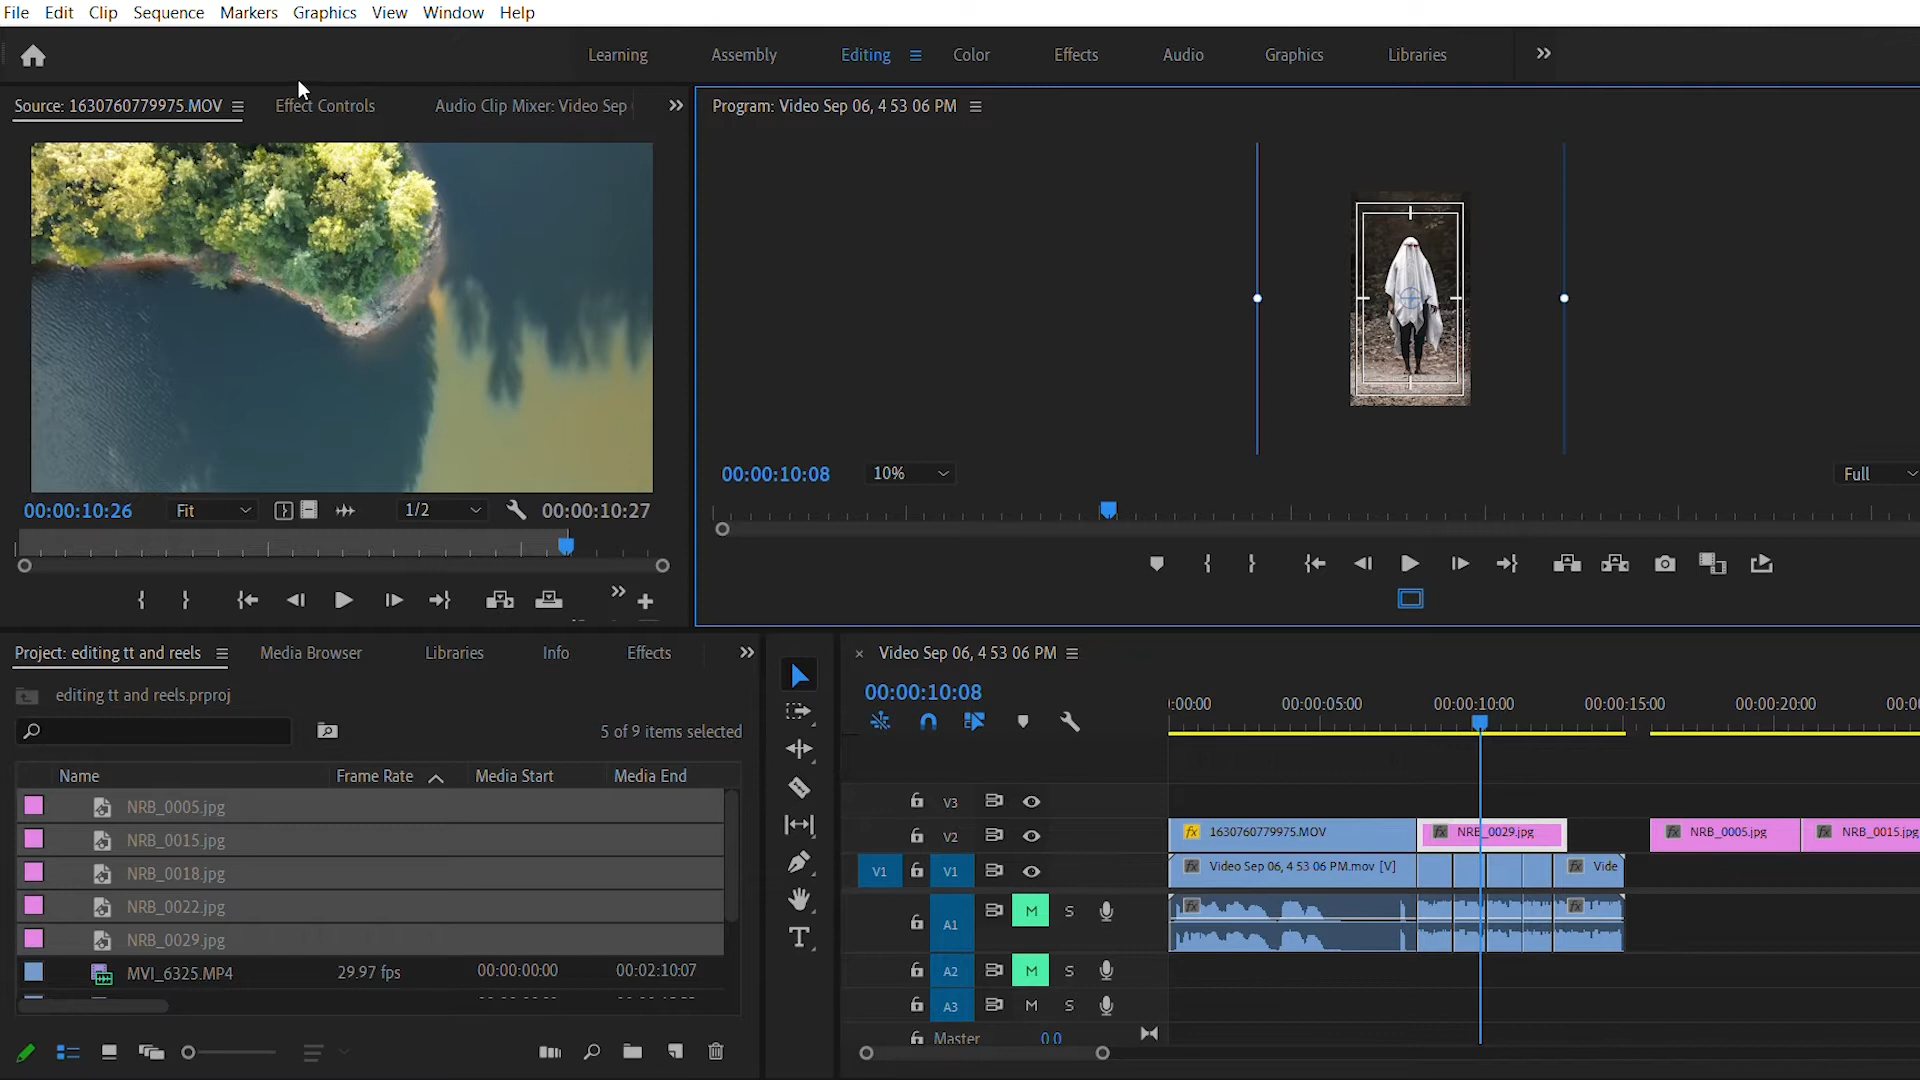 File Edit Clip Sequence Markers Graphics View Window Help
Learning Assembly Editing Color Effects Audio Graphics Libraries
Source: 1630760779975.MOV Effect Controls Audio Clip Mixer: Video Sep
Program: Video Sep 06, 4 53 06 PM
00:00:10:08 10% Full
00:00:10:26 Fit 1/2 00:00:10:27
Project: editing tt and reels Media Browser Libraries Info Effects
editing tt and reels.prproj
5 of 9 items selected
Name Frame Rate Media Start Media End
NRB_0005.jpg
NRB_0015.jpg
NRB_0018.jpg
NRB_0022.jpg
NRB_0029.jpg
MVI_6325.MP4 29.97 fps 00:00:00:00 00:02:10:07
Video Sep 06, 4 53 06 PM
00:00:10:08
:00:00 00:00:05:00 00:00:10:00 00:00:15:00 00:00:20:00 00:0
V3
V2 fx 1630760779975.MOV fx NRB_0029.jpg fx NRB_0005.jpg fx NRB_0015.jpg
V1 V1 fx Video Sep 06, 4 53 06 PM.mov [V] fx Vide
A1 M S fx fx
A2 M S
A3 M S
Master 0.0